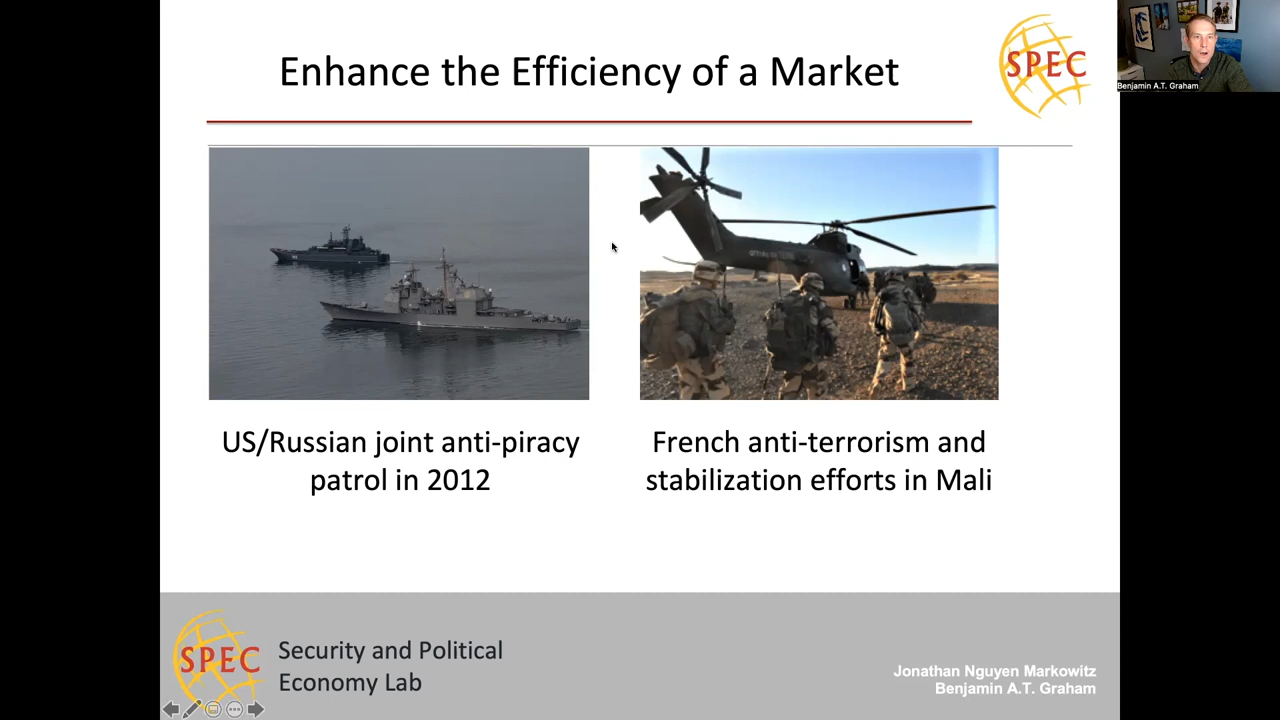 Enhance the Efficiency of a Market
SPEC
Benjamin A.T. Graham
US/Russian joint anti-piracy
patrol in 2012
French anti-terrorism and
stabilization efforts in Mali
SPEC
Security and Political
Economy Lab
Jonathan Nguyen Markowitz
Benjamin A.T. Graham